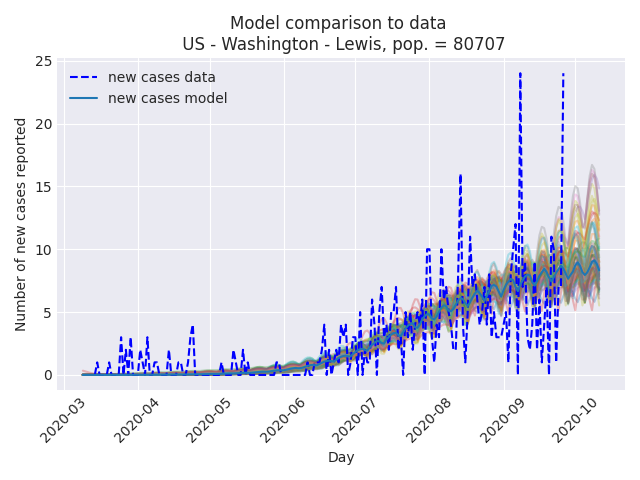 Model comparison to data
US - Washington - Lewis, pop. = 80707
new cases data
new cases model
Number of new cases reported
25
20
15
10
5
0
2020-03
2020-04
2020-05
2020-06
2020-07
2020-08
2020-09
2020-10
Day